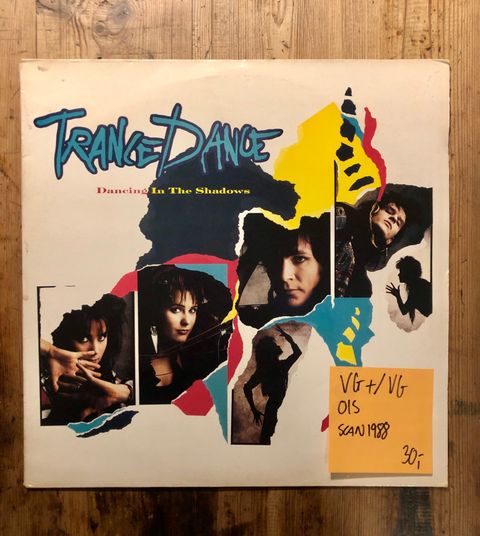 TRANCE DANCE
Dancing In The Shadows
VG+/VG
OIS
SCAN 1988
30,-